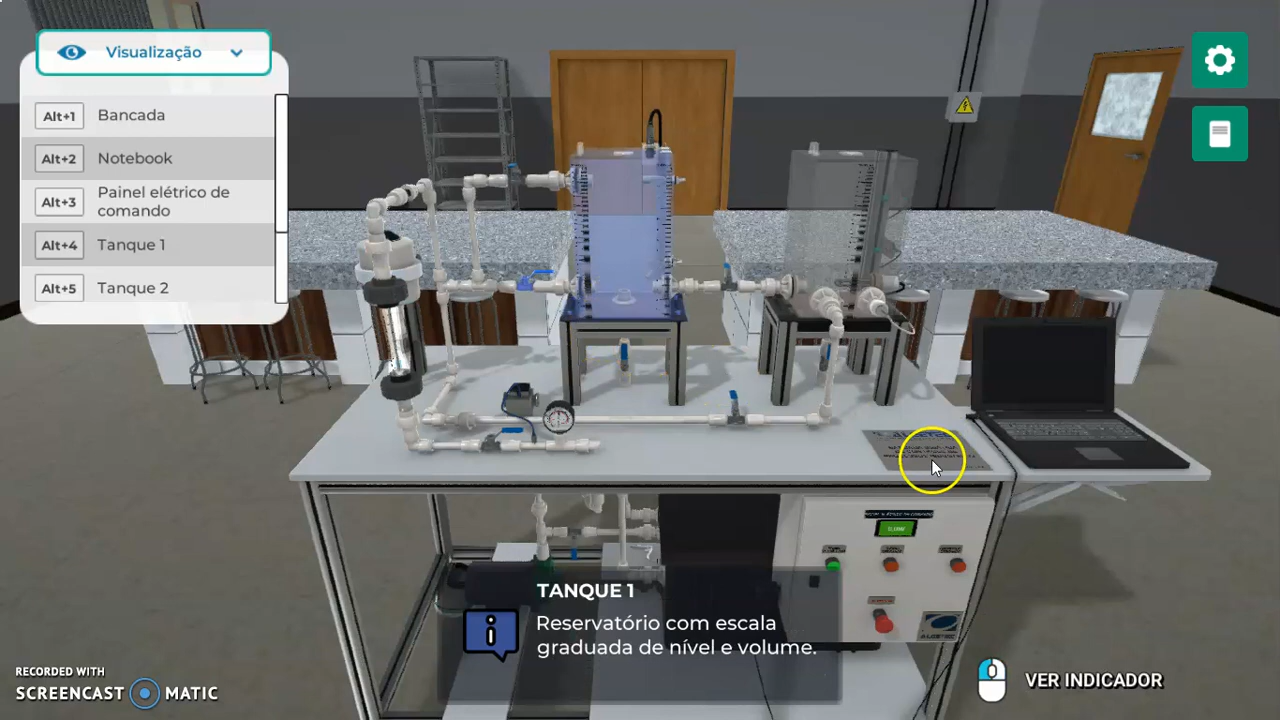 Visualização
Alt+1 Bancada
Alt+2 Notebook
Alt+3 Painel elétrico de
comando
Alt+4 Tanque 1
Alt+5 Tanque 2
TANQUE 1
i
Reservatório com escala
graduada de nível e volume.
RECORDED WITH
SCREENCAST MATIC
VER INDICADOR